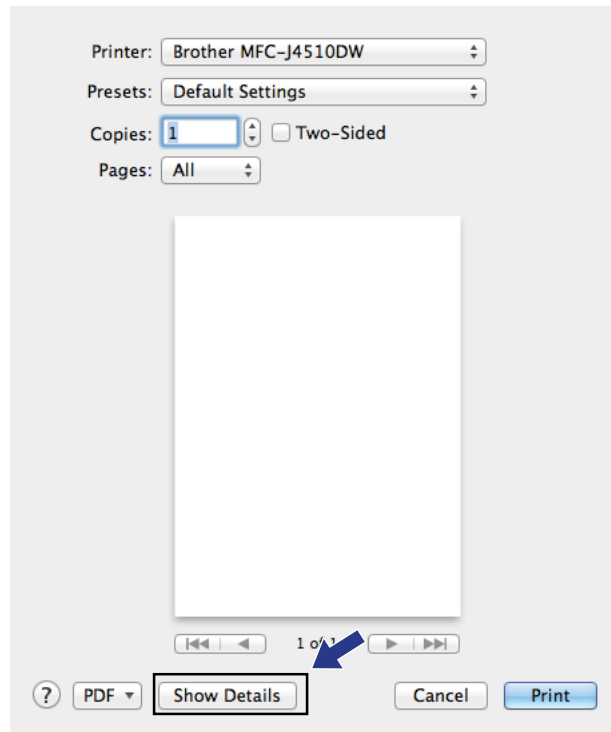 Printer: Brother MFC-J4510DW
Presets: Default Settings
Copies: 1 Two-Sided
Pages: All
1 of 1
? PDF Show Details Cancel Print